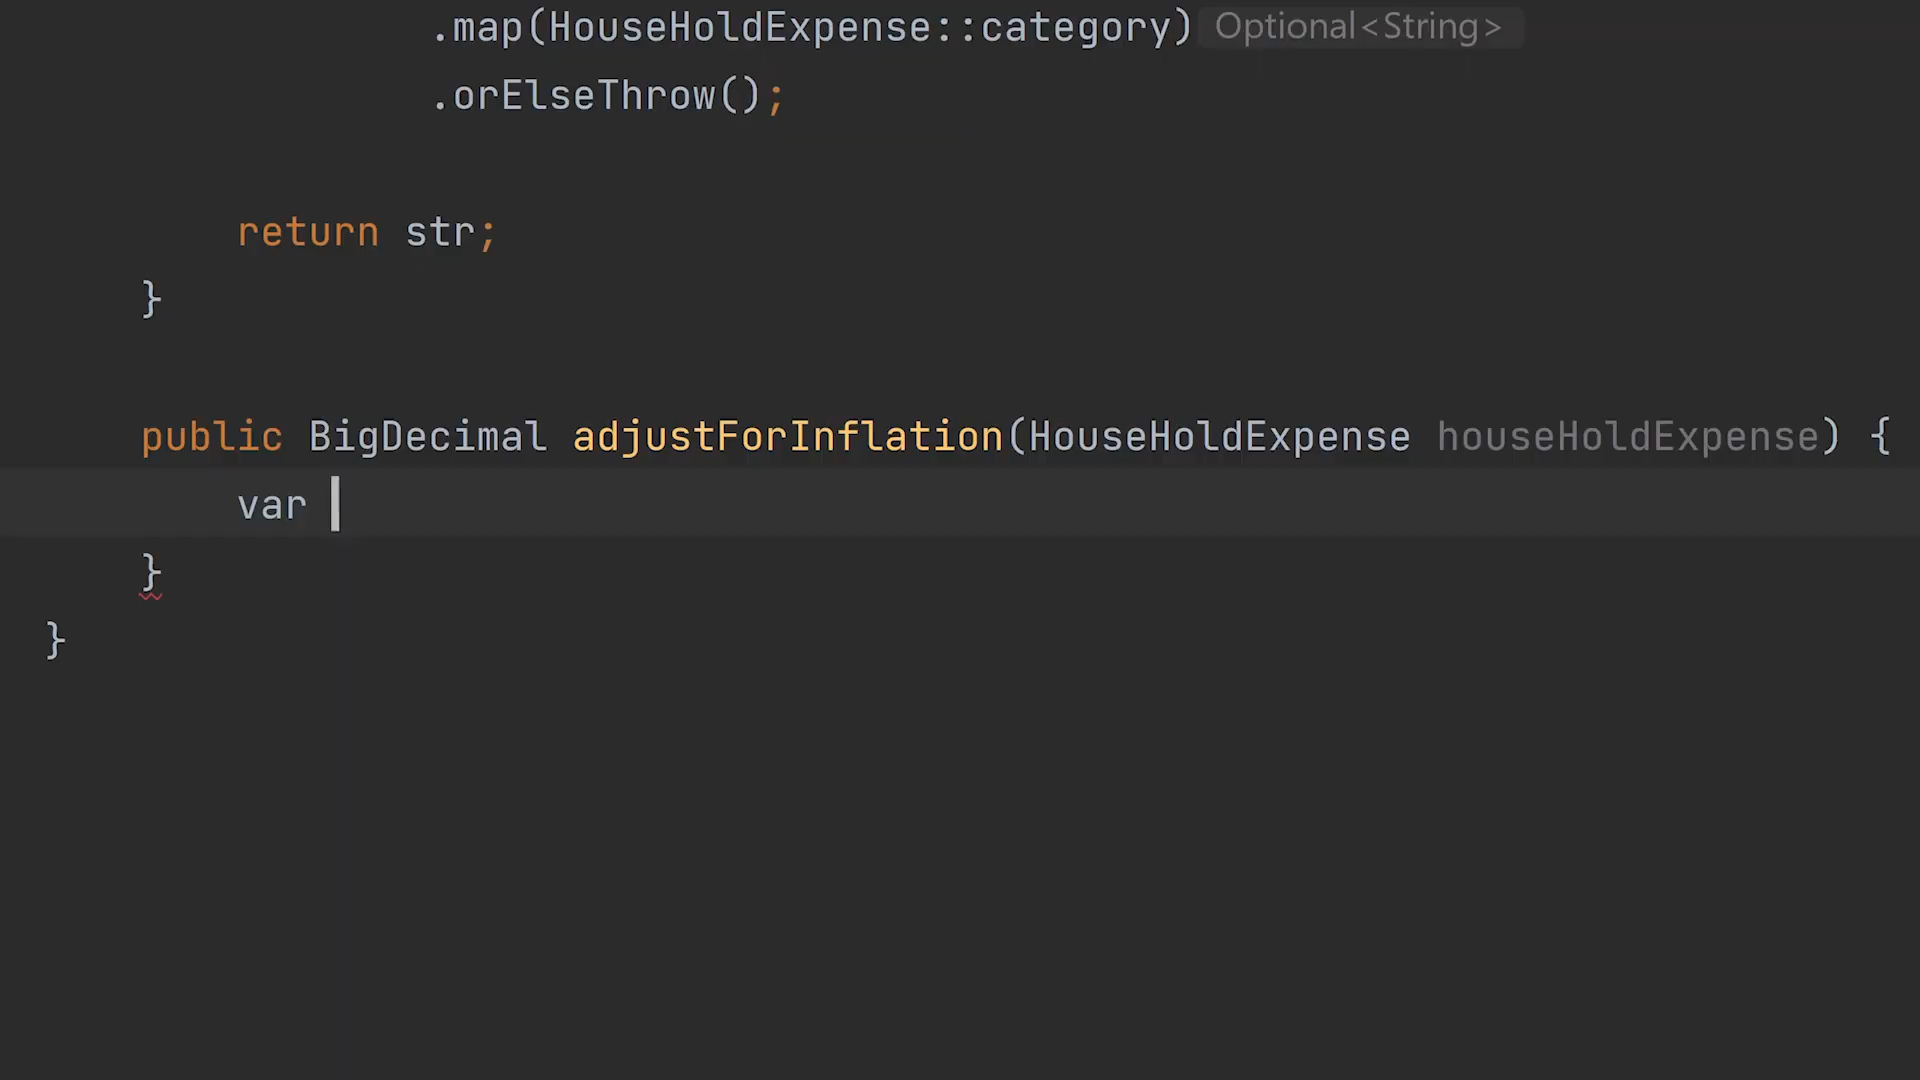 .map(HouseHoldExpense::category) Optional<String>
.orElseThrow();
return str;
}
public BigDecimal adjustForInflation(HouseHoldExpense houseHoldExpense) {
var
}
}